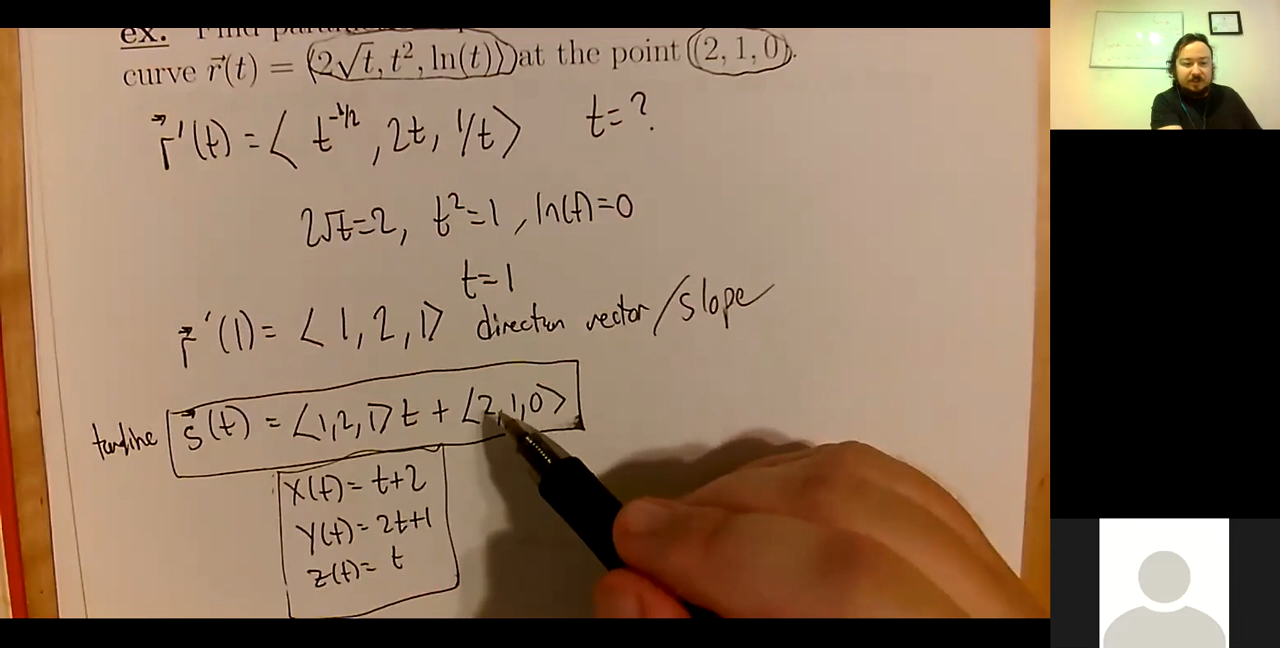 ex. Find
curve r⃗(t) = ⟨2√t, t², ln(t)⟩ at the point (2, 1, 0).
r⃗'(t) = ⟨ t^-1/2, 2t, 1/t ⟩ t = ?
2√t=2, t²=1, ln(t)=0
t=1
r⃗'(1) = ⟨1, 2, 1⟩ direction vector/slope
s⃗(t) = ⟨1,2,1⟩t + ⟨2,1,0⟩
x(t) = t+2
y(t) = 2t+1
z(t) = t